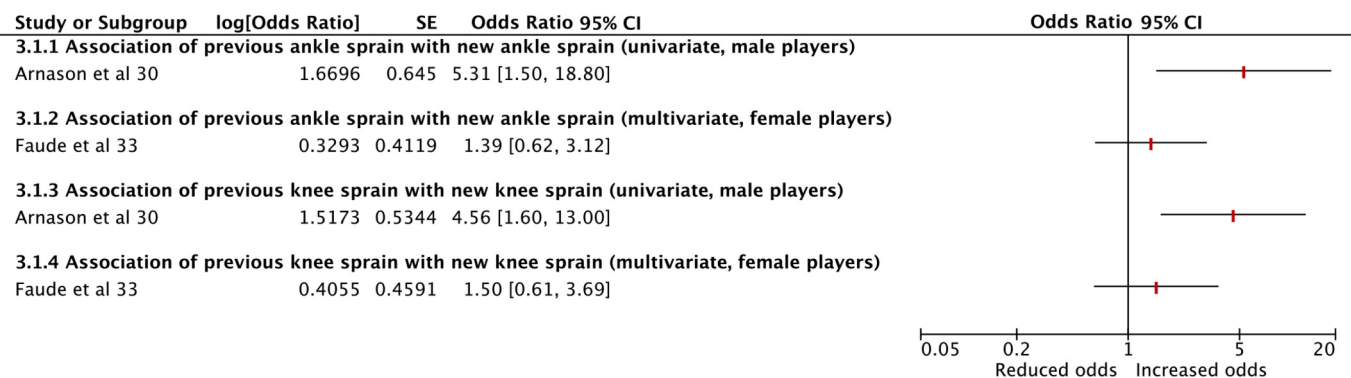 Study or Subgroup log[Odds Ratio] SE Odds Ratio 95% CI Odds Ratio 95% CI
3.1.1 Association of previous ankle sprain with new ankle sprain (univariate, male players)
Arnason et al 30 1.6696 0.645 5.31 [1.50, 18.80]
3.1.2 Association of previous ankle sprain with new ankle sprain (multivariate, female players)
Faude et al 33 0.3293 0.4119 1.39 [0.62, 3.12]
3.1.3 Association of previous knee sprain with new knee sprain (univariate, male players)
Arnason et al 30 1.5173 0.5344 4.56 [1.60, 13.00]
3.1.4 Association of previous knee sprain with new knee sprain (multivariate, female players)
Faude et al 33 0.4055 0.4591 1.50 [0.61, 3.69]
0.05 0.2 1 5 20
Reduced odds Increased odds